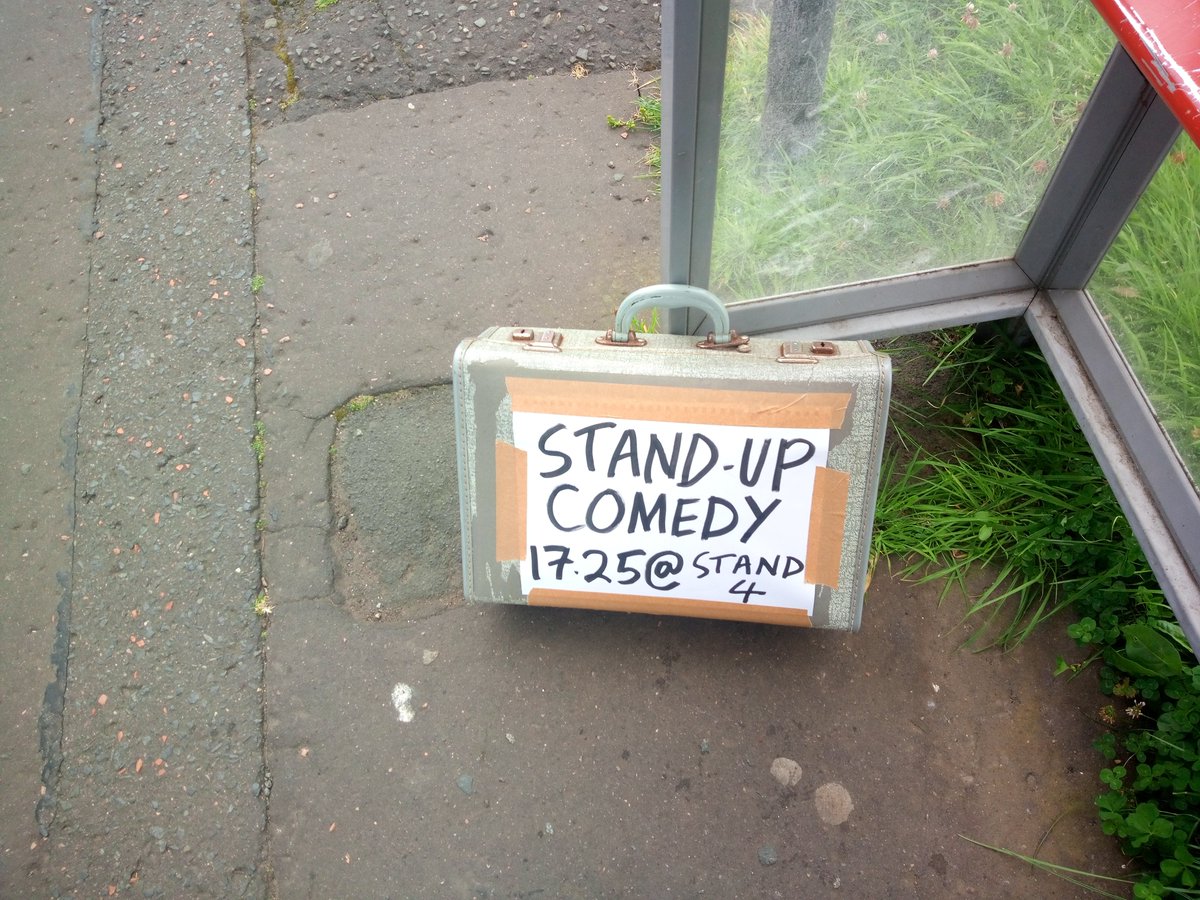 STAND-UP
COMEDY
17.25@ STAND
4